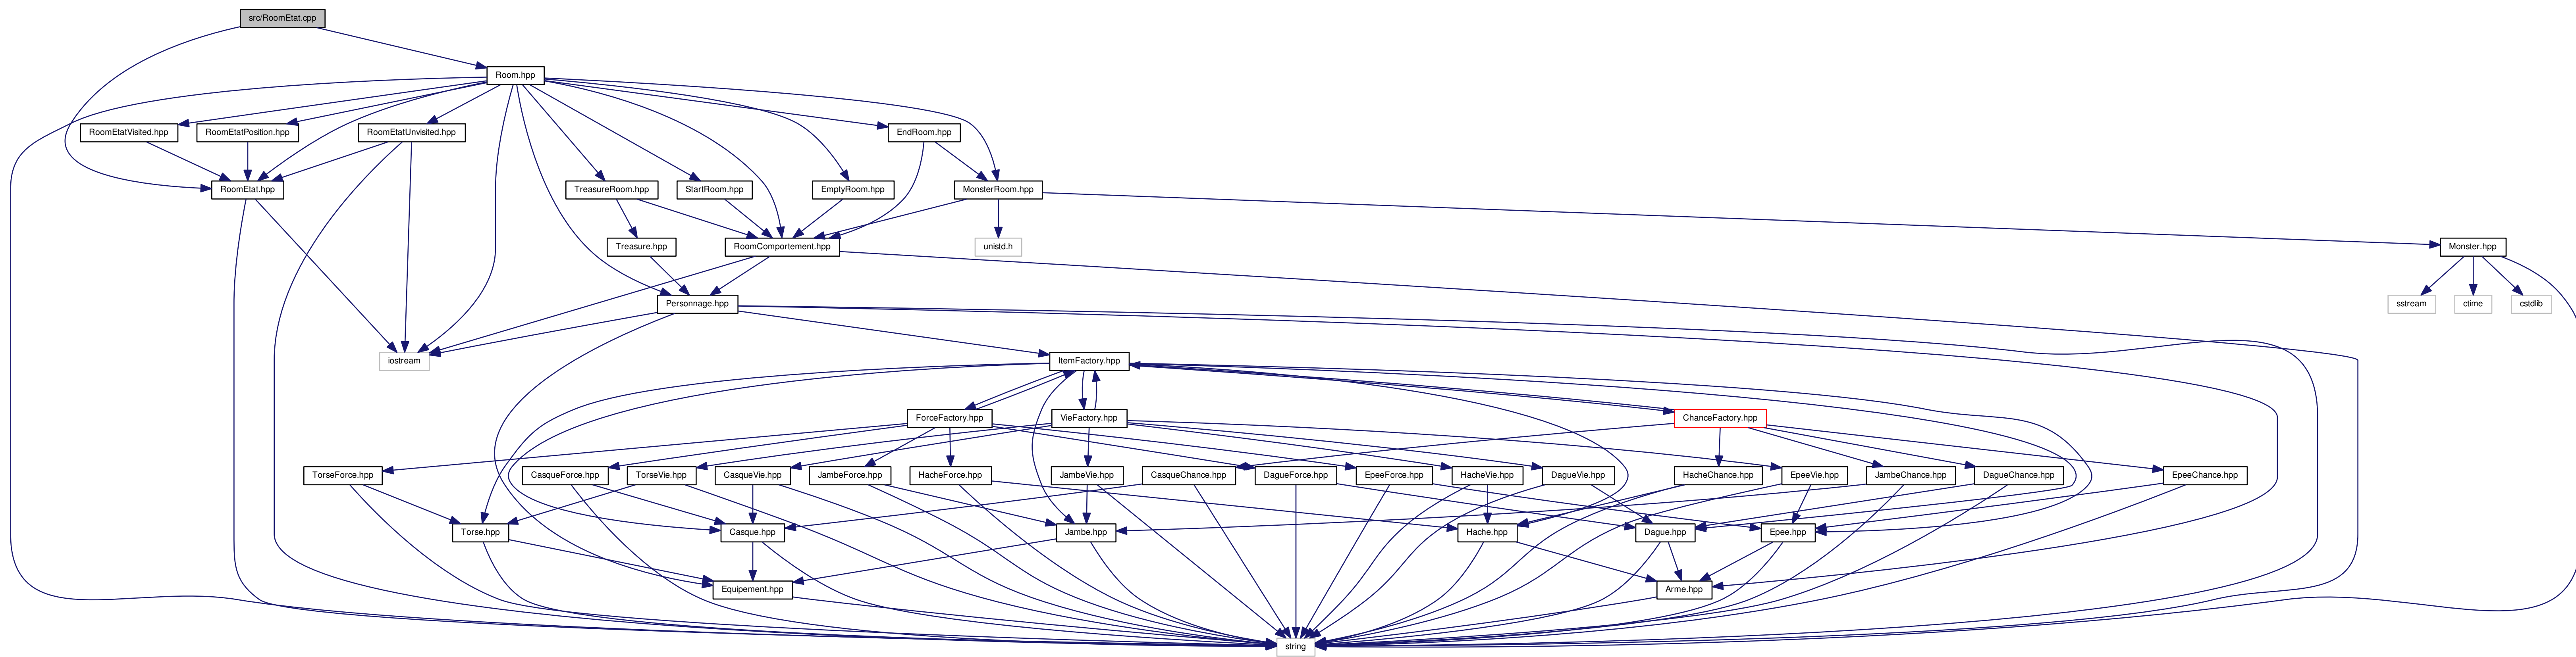 src/RoomEtat.cpp
Room.hpp
RoomEtatVisited.hpp
RoomEtatPosition.hpp
RoomEtatUnvisited.hpp
EndRoom.hpp
RoomEtat.hpp
TreasureRoom.hpp
StartRoom.hpp
EmptyRoom.hpp
MonsterRoom.hpp
Treasure.hpp
RoomComportement.hpp
unistd.h
Monster.hpp
Personnage.hpp
sstream
ctime
cstdlib
iostream
ItemFactory.hpp
ForceFactory.hpp
VieFactory.hpp
ChanceFactory.hpp
TorseForce.hpp
CasqueForce.hpp
TorseVie.hpp
CasqueVie.hpp
JambeForce.hpp
HacheForce.hpp
JambeVie.hpp
CasqueChance.hpp
DagueForce.hpp
EpeeForce.hpp
HacheVie.hpp
DagueVie.hpp
HacheChance.hpp
EpeeVie.hpp
JambeChance.hpp
DagueChance.hpp
EpeeChance.hpp
Torse.hpp
Casque.hpp
Jambe.hpp
Hache.hpp
Dague.hpp
Epee.hpp
Equipement.hpp
Arme.hpp
string